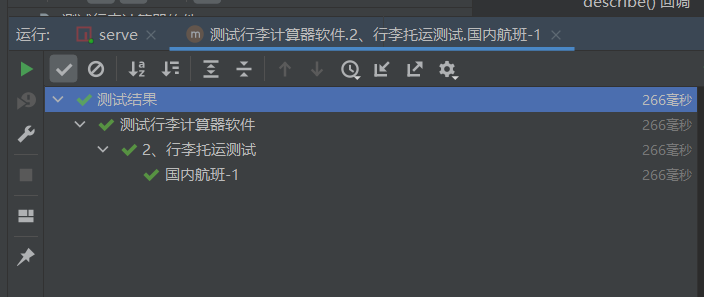 describe() 回调
运行: serve 测试行李计算器软件.2、行李托运测试.国内航班-1
测试结果 266毫秒
测试行李计算器软件 266毫秒
2、行李托运测试 266毫秒
国内航班-1 266毫秒